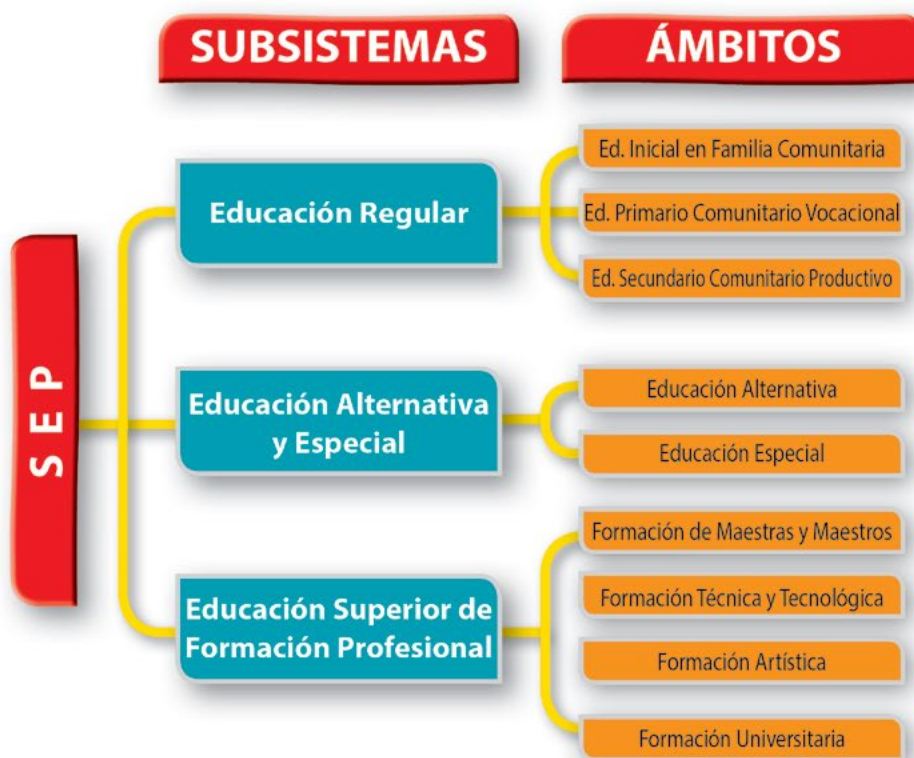 SUBSISTEMAS
ÁMBITOS
SEP
Educación Regular
Ed. Inicial en Familia Comunitaria
Ed. Primario Comunitario Vocacional
Ed. Secundario Comunitario Productivo
Educación Alternativa
y Especial
Educación Alternativa
Educación Especial
Educación Superior de
Formación Profesional
Formación de Maestras y Maestros
Formación Técnica y Tecnológica
Formación Artística
Formación Universitaria